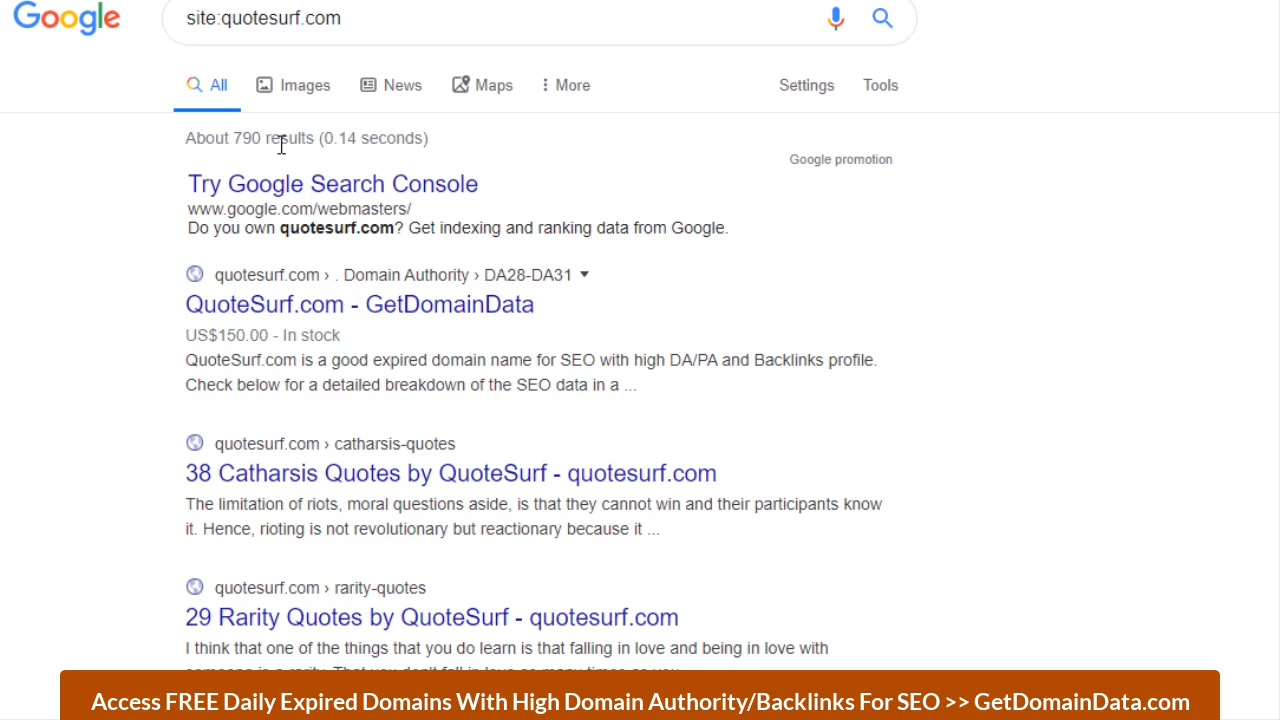 Google
site:quotesurf.com
All Images News Maps More Settings Tools
About 790 results (0.14 seconds)
Google promotion
Try Google Search Console
www.google.com/webmasters/
Do you own quotesurf.com? Get indexing and ranking data from Google.
quotesurf.com › . Domain Authority › DA28-DA31
QuoteSurf.com - GetDomainData
US$150.00 - In stock
QuoteSurf.com is a good expired domain name for SEO with high DA/PA and Backlinks profile.
Check below for a detailed breakdown of the SEO data in a ...
quotesurf.com › catharsis-quotes
38 Catharsis Quotes by QuoteSurf - quotesurf.com
The limitation of riots, moral questions aside, is that they cannot win and their participants know
it. Hence, rioting is not revolutionary but reactionary because it ...
quotesurf.com › rarity-quotes
29 Rarity Quotes by QuoteSurf - quotesurf.com
I think that one of the things that you do learn is that falling in love and being in love with
Access FREE Daily Expired Domains With High Domain Authority/Backlinks For SEO >> GetDomainData.com